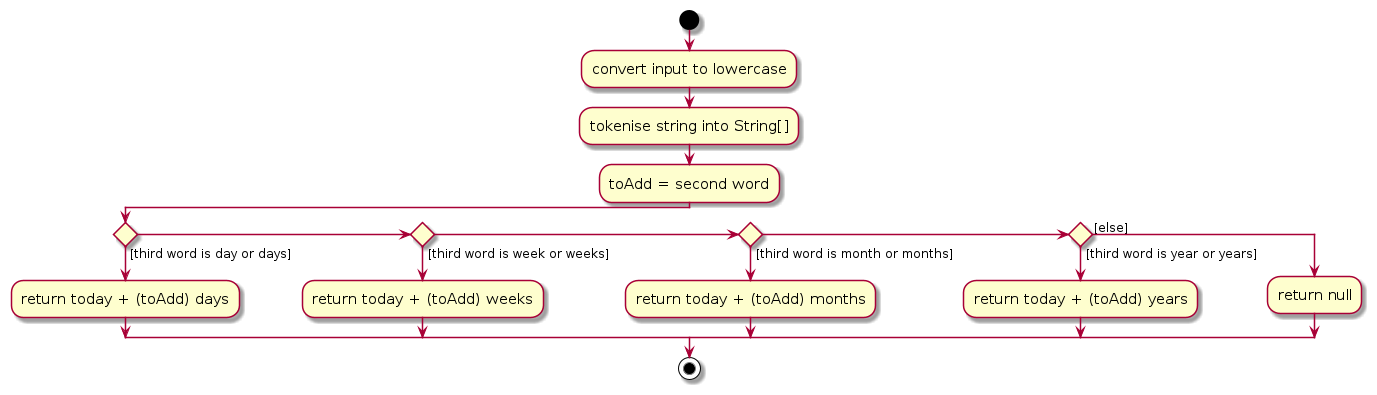 convert input to lowercase
tokenise string into String[]
toAdd = second word
[else]
[third word is day or days]
[third word is week or weeks]
[third word is month or months]
[third word is year or years]
return today + (toAdd) days
return today + (toAdd) weeks
return today + (toAdd) months
return today + (toAdd) years
return null